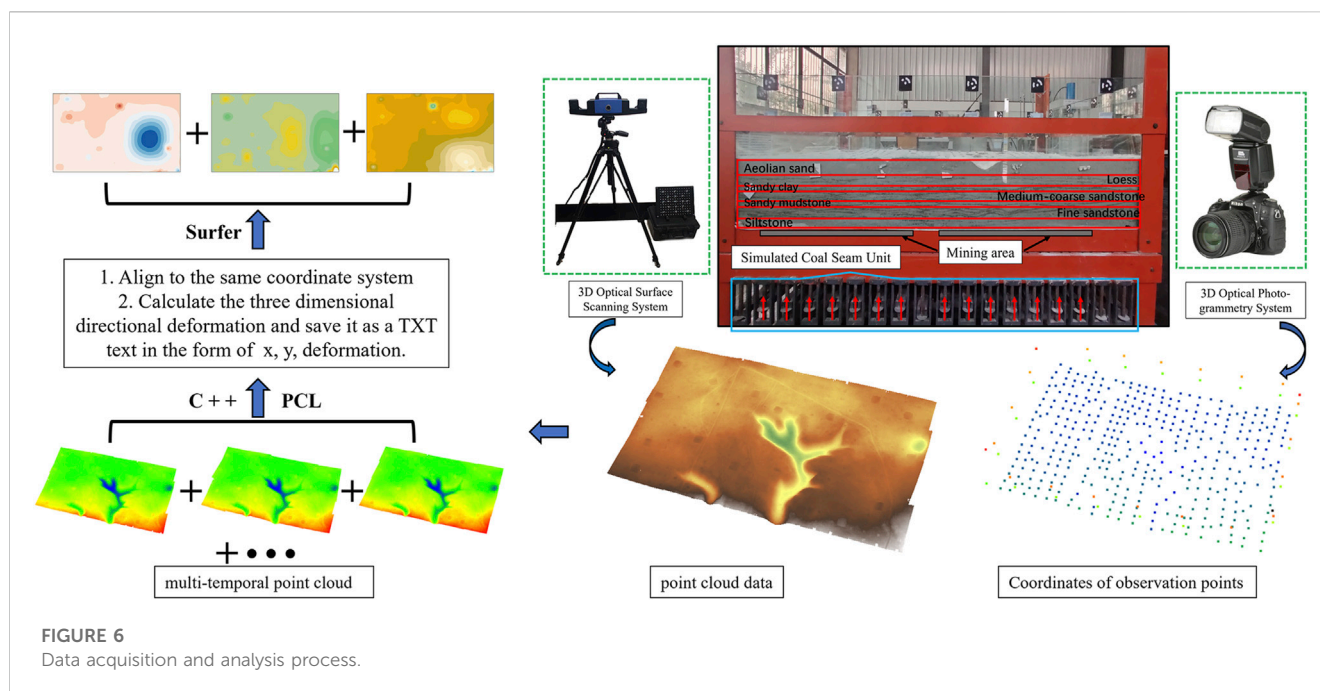 Surfer
1. Align to the same coordinate system
2. Calculate the three dimensional
directional deformation and save it as a TXT
text in the form of x, y, deformation.
C + + PCL
+ + 
+ •••
multi-temporal point cloud
3D Optical Surface
Scanning System
Aeolian sand
Loess
Sandy clay
Medium-coarse sandstone
Sandy mudstone
Fine sandstone
Siltstone
Simulated Coal Seam Unit
Mining area
3D Optical Photo-
grammetry System
point cloud data
Coordinates of observation points
FIGURE 6
Data acquisition and analysis process.